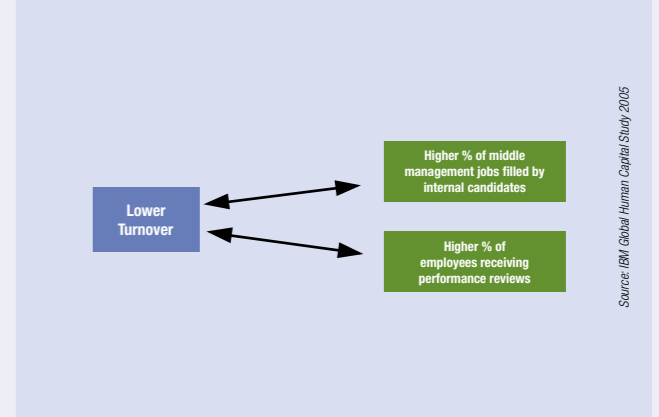 Lower
Turnover
Higher % of middle
management jobs filled by
internal candidates
Higher % of
employees receiving
performance reviews
Source: IBM Global Human Capital Study 2005